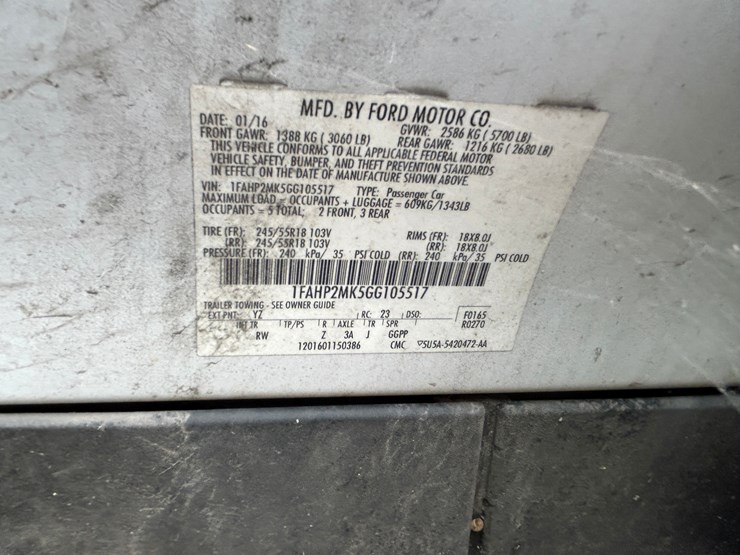 MFD. BY FORD MOTOR CO.
DATE: 01/16 GVWR: 2586 KG ( 5700 LB)
FRONT GAWR: 1388 KG ( 3060 LB) REAR GAWR: 1216 KG ( 2680 LB)
THIS VEHICLE CONFORMS TO ALL APPLICABLE FEDERAL MOTOR
VEHICLE SAFETY, BUMPER, AND THEFT PREVENTION STANDARDS
IN EFFECT ON THE DATE OF MANUFACTURE SHOWN ABOVE.
VIN: 1FAHP2MK5GG105517 TYPE: Passenger Car
MAXIMUM LOAD = OCCUPANTS + LUGGAGE = 609KG/1343LB
OCCUPANTS = 5 TOTAL; 2 FRONT, 3 REAR
TIRE (FR): 245/55R18 103V RIMS (FR): 18X8.0J
(RR): 245/55R18 103V (RR): 18X8.0J
PRESSURE (FR): 240 kPa/ 35 PSI COLD (RR): 240 kPa/ 35 PSI COLD
1FAHP2MK5GG105517
TRAILER TOWING - SEE OWNER GUIDE
EXT PNT: YZ RC: 23 DSO: F0165
INT TR TP/PS R AXLE TR SPR R0270
RW Z 3A J GGPP
1201601150386 CMC ▽5U5A-5420472-AA